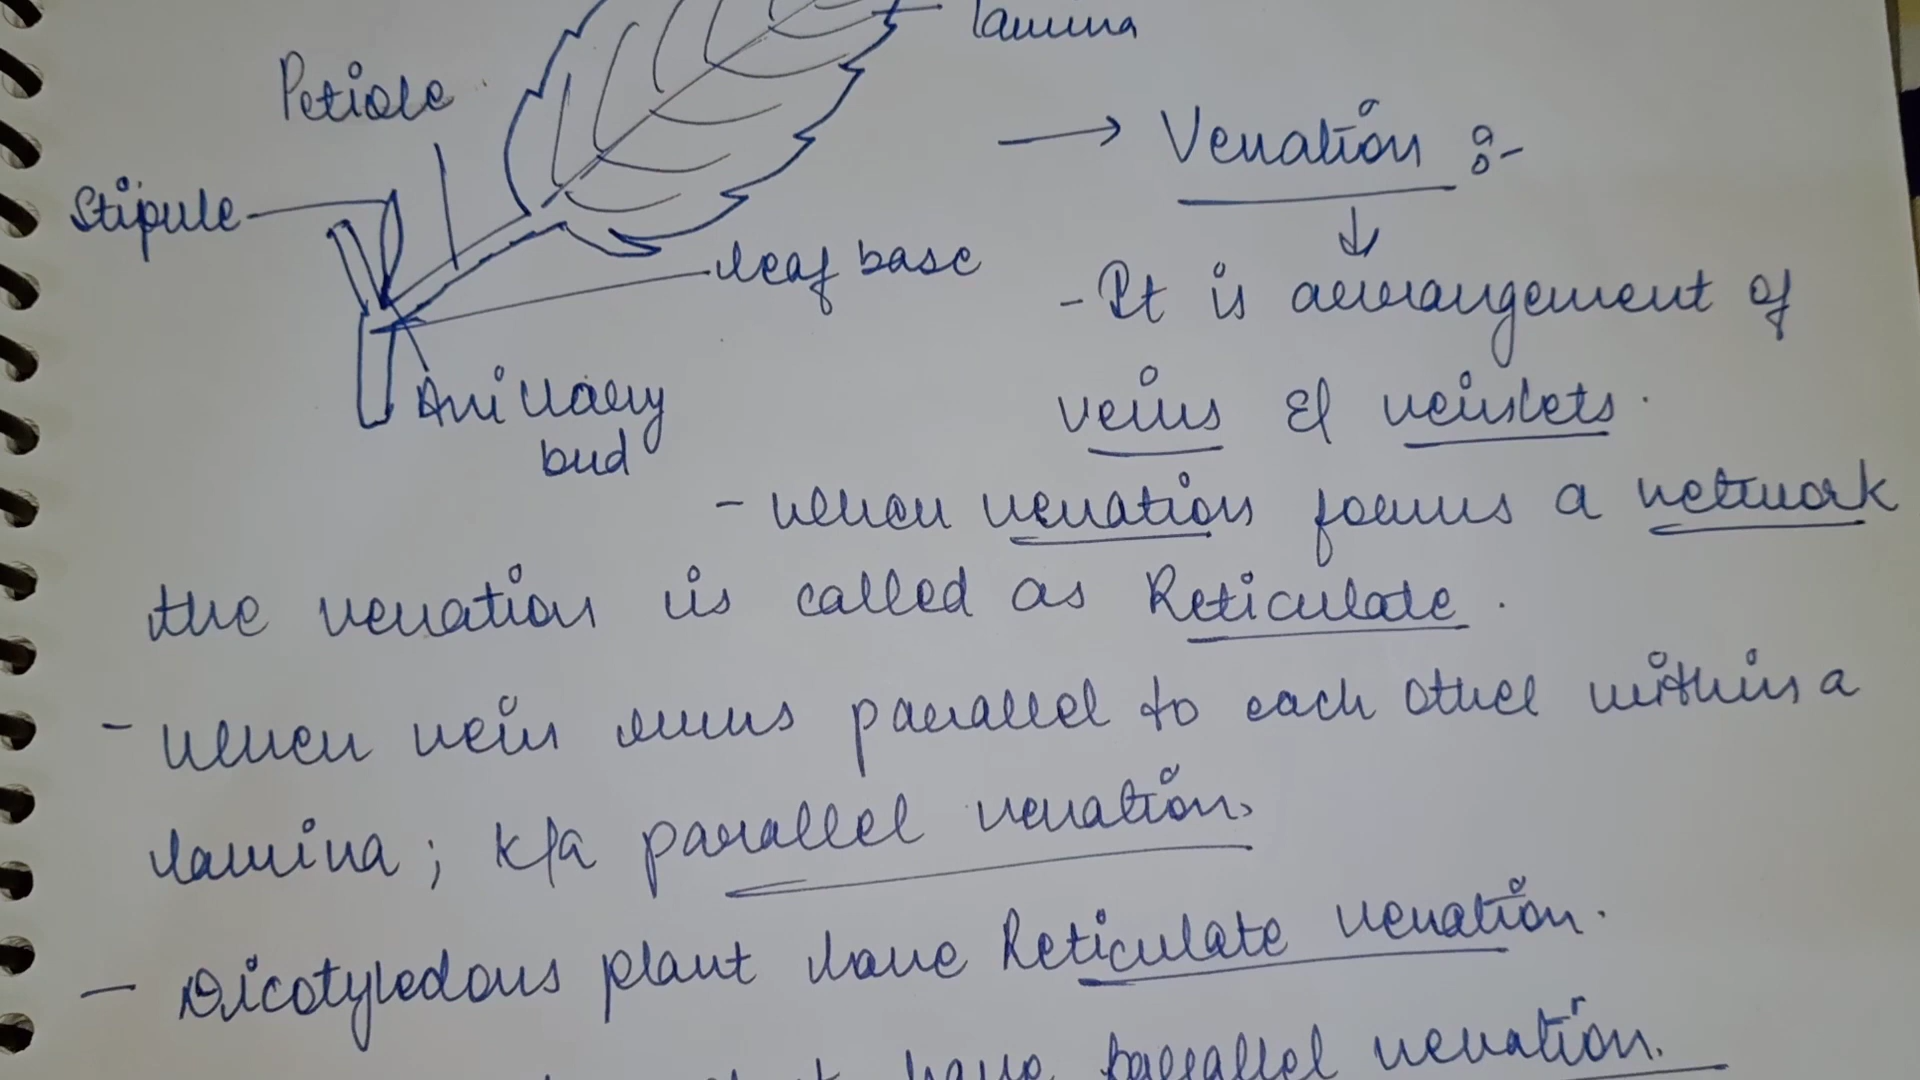 lamina
Petiole
Venation :-
Stipule
leaf base
- It is arrangement of
Axillary
bud
veins & veinlets.
- when venation forms a network
the venation is called as Reticulate.
- when vein runs parallel to each other within a
lamina; k/a parallel venation.
- Dicotyledons plant have Reticulate venation.
have parallel venation.